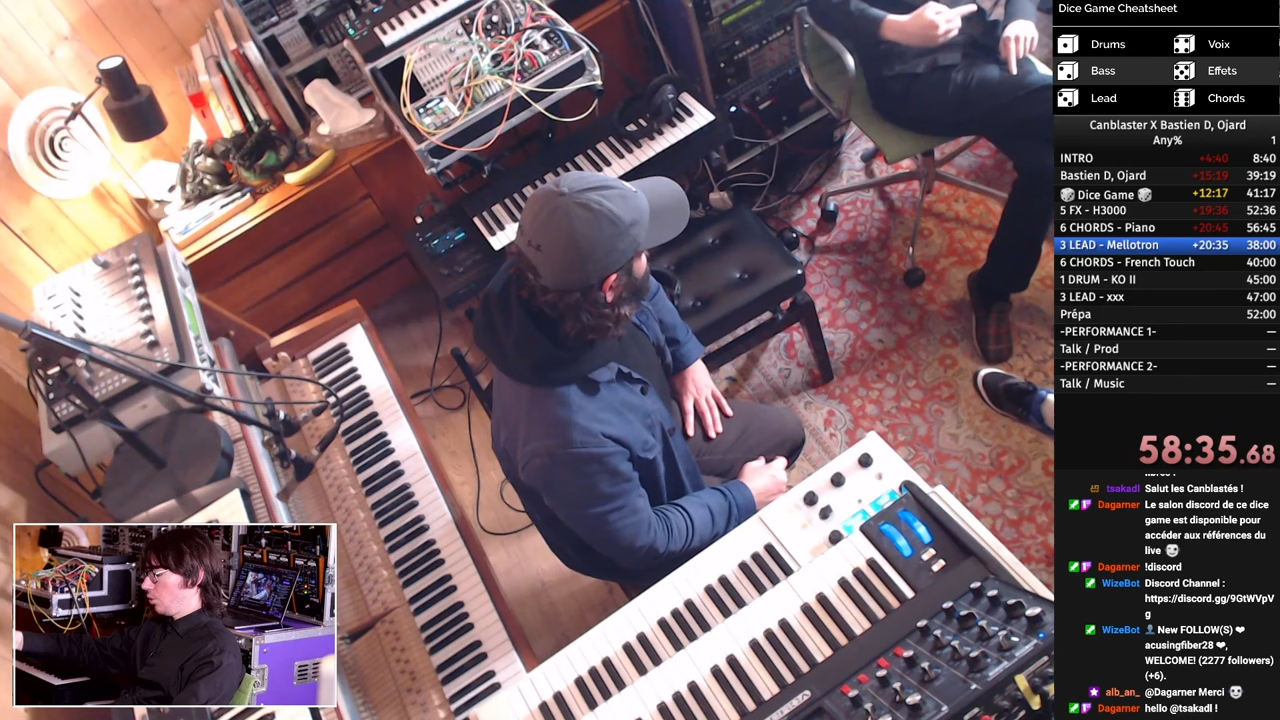 Dice Game Cheatsheet
Drums
Voix
Bass
Effets
Lead
Chords
Canblaster X Bastien D, Ojard
Any% 1
INTRO +4:40 8:40
Bastien D, Ojard +15:19 39:19
🎲 Dice Game 🎲 +12:17 41:17
5 FX - H3000 +19:36 52:36
6 CHORDS - Piano +20:45 56:45
3 LEAD - Mellotron +20:35 38:00
6 CHORDS - French Touch 40:00
1 DRUM - KO II 45:00
3 LEAD - xxx 47:00
Prépa 52:00
-PERFORMANCE 1- —
Talk / Prod —
-PERFORMANCE 2- —
Talk / Music —
58:35.68
tsakadl Salut les Canblastés !
Dagarner Le salon discord de ce dice
game est disponible pour
accéder aux références du
live
Dagarner !discord
WizeBot Discord Channel :
https://discord.gg/9GtWVpV
g
WizeBot 👤 New FOLLOW(S) ❤
acusingfiber28 ❤,
WELCOME! (2277 followers)
(+6).
alb_an_ @Dagarner Merci
Dagarner hello @tsakadl !